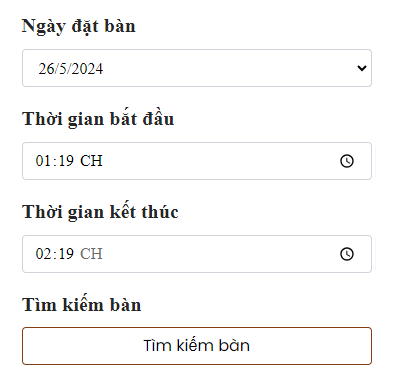 Ngày đặt bàn
26/5/2024
Thời gian bắt đầu
01:19 CH
Thời gian kết thúc
02:19 CH
Tìm kiếm bàn
Tìm kiếm bàn